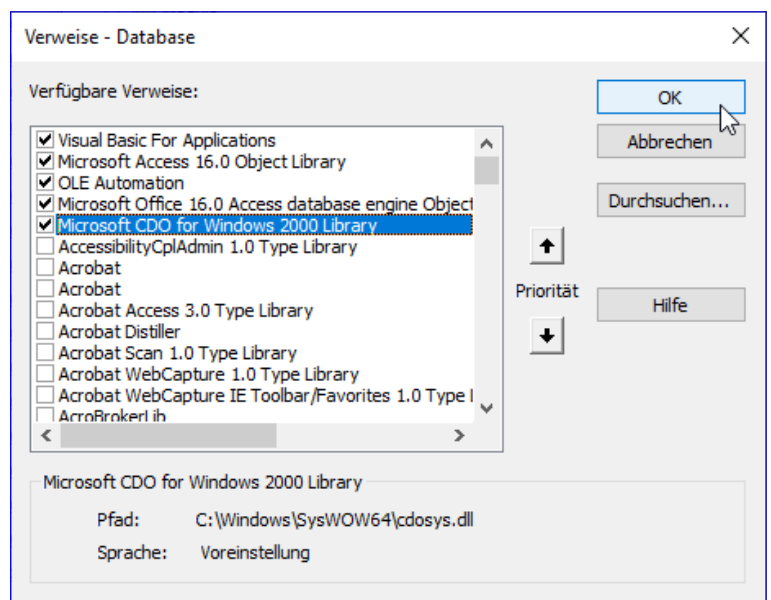 Verweise - Database
Verfügbare Verweise:
OK
Abbrechen
Durchsuchen...
Hilfe
Visual Basic For Applications
Microsoft Access 16.0 Object Library
OLE Automation
Microsoft Office 16.0 Access database engine Object
Microsoft CDO for Windows 2000 Library
AccessibilityCplAdmin 1.0 Type Library
Acrobat
Acrobat
Acrobat Access 3.0 Type Library
Acrobat Distiller
Acrobat Scan 1.0 Type Library
Acrobat WebCapture 1.0 Type Library
Acrobat WebCapture IE Toolbar/Favorites 1.0 Type l
AcroBrokerLib
Priorität
Microsoft CDO for Windows 2000 Library
Pfad: C:\Windows\SysWOW64\cdosys.dll
Sprache: Voreinstellung